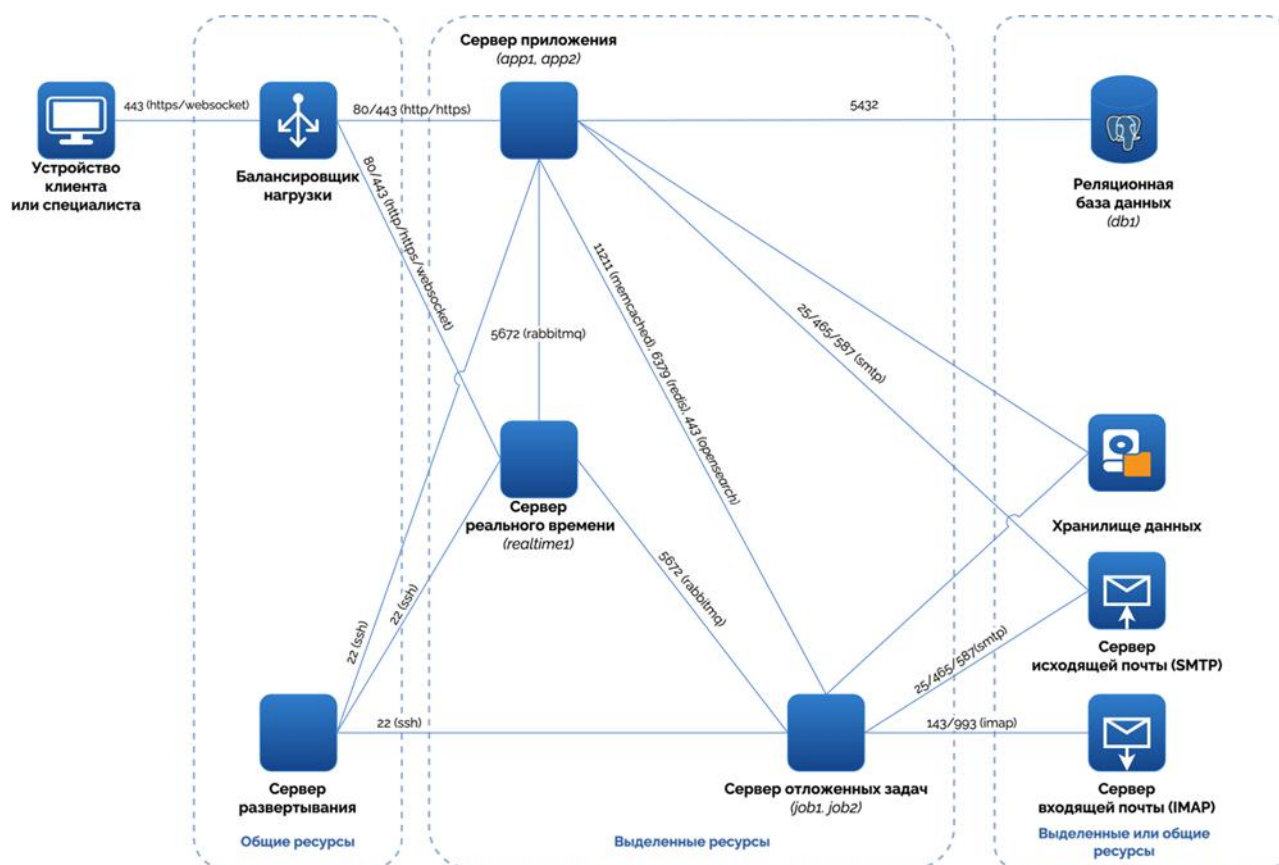 Сервер приложения
(app1, app2)
443 (https/websocket)
80/443 (http/https)
5432
Устройство
клиента
или специалиста
Балансировщик
нагрузки
Реляционная
база данных
(db1)
80/443 (http/https/websocket)
11211 (memcached), 6379 (redis), 443 (opensearch)
25/465/587 (smtp)
5672 (rabbitmq)
Сервер
реального времени
(realtime1)
Хранилище данных
22 (ssh)
22 (ssh)
5672 (rabbitmq)
25/465/587(smtp)
Сервер
исходящей почты (SMTP)
22 (ssh)
143/993 (imap)
Сервер
развертывания
Сервер отложенных задач
(job1, job2)
Сервер
входящей почты (IMAP)
Общие ресурсы
Выделенные ресурсы
Выделенные или общие
ресурсы